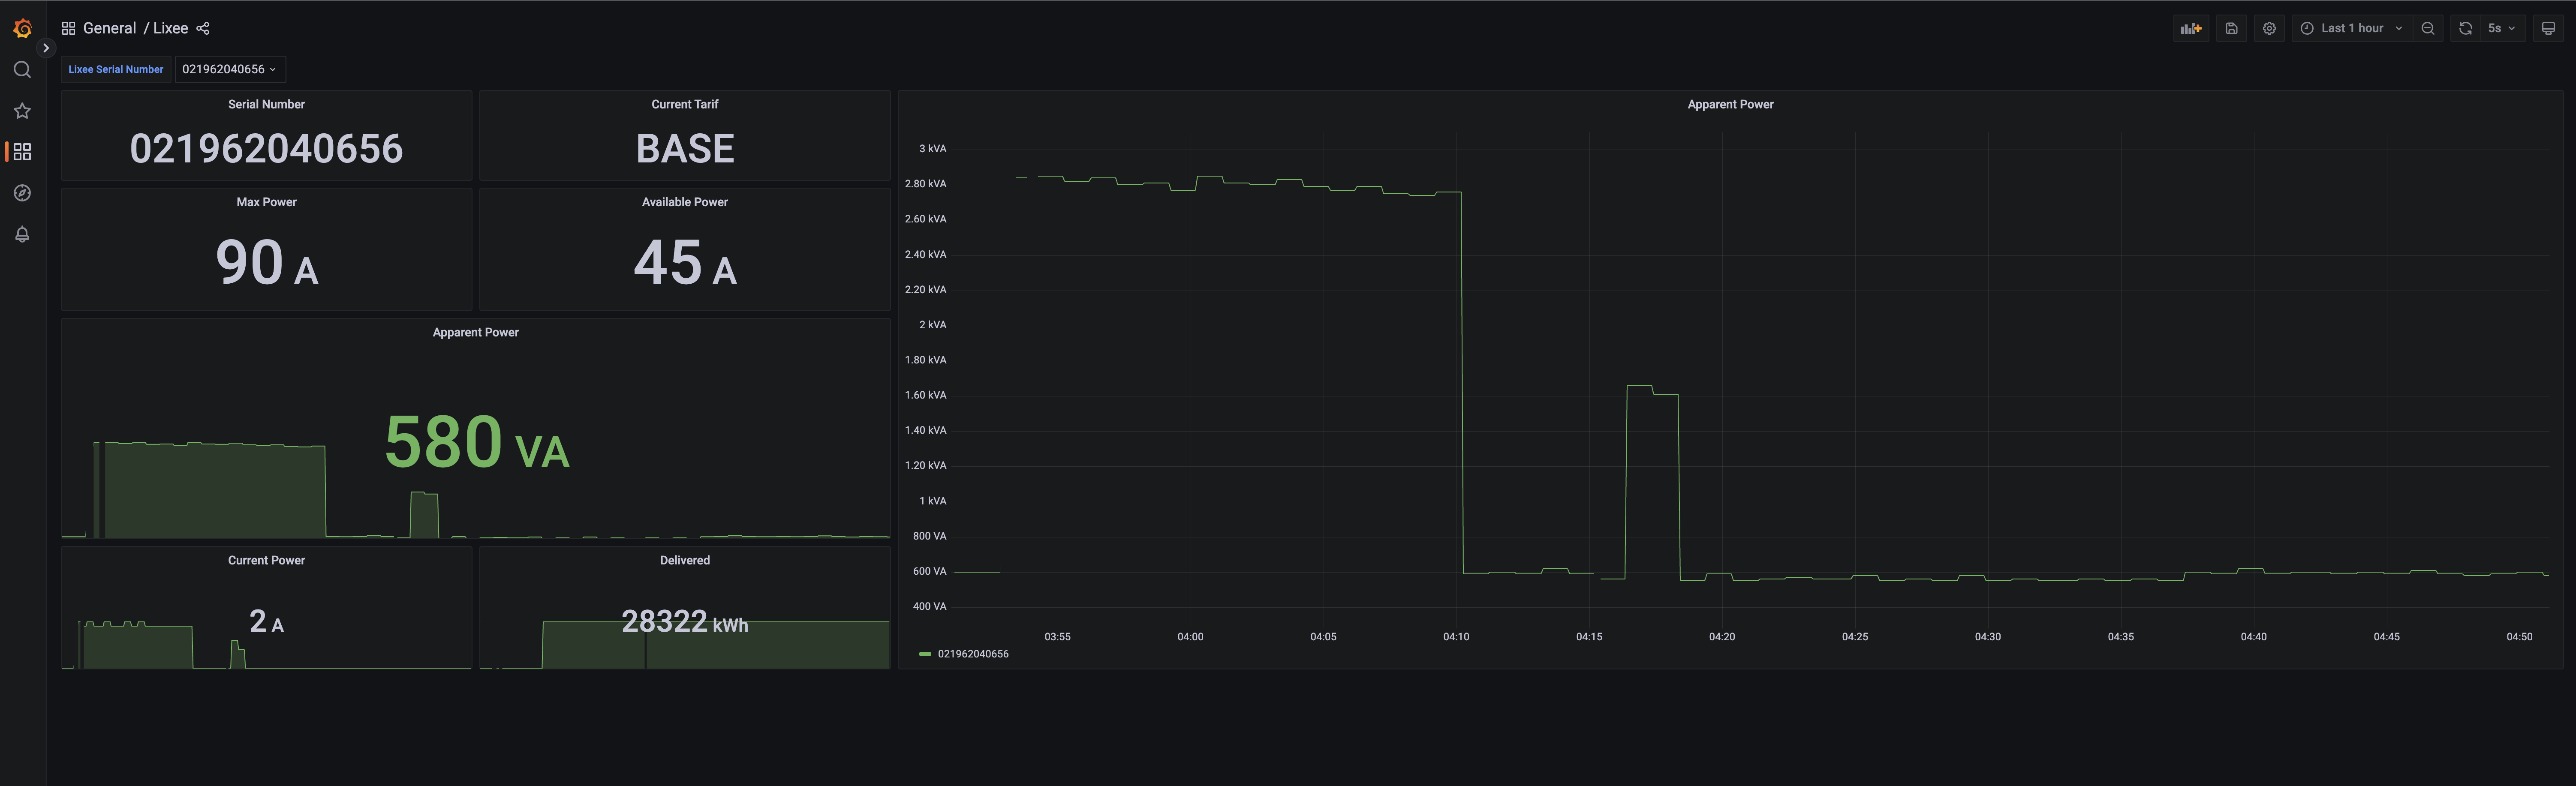 General / Lixee
Last 1 hour
5s
Lixee Serial Number
021962040656
Serial Number
021962040656
Current Tarif
BASE
Max Power
90 A
Available Power
45 A
Apparent Power
580 VA
Current Power
2 A
Delivered
28322 kWh
Apparent Power
3 kVA
2.80 kVA
2.60 kVA
2.40 kVA
2.20 kVA
2 kVA
1.80 kVA
1.60 kVA
1.40 kVA
1.20 kVA
1 kVA
800 VA
600 VA
400 VA
03:55 04:00 04:05 04:10 04:15 04:20 04:25 04:30 04:35 04:40 04:45 04:50
021962040656